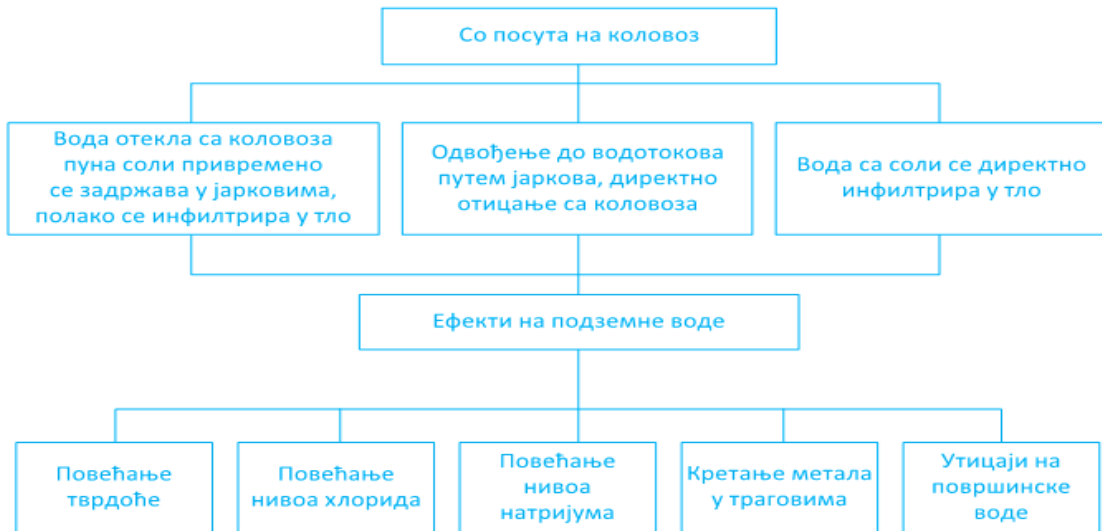 Со посута на коловоз
Вода отекла са коловоза
пуна соли привремено
се задржава у јарковима,
полако се инфилтрира у тло
Одвођење до водотокова
путем јаркова, директно
отицање са коловоза
Вода са соли се директно
инфилтрира у тло
Ефекти на подземне воде
Повећање
тврдоће
Повећање
нивоа хлорида
Повећање
нивоа
натријума
Кретање метала
у траговима
Утицаји на
површинске
воде